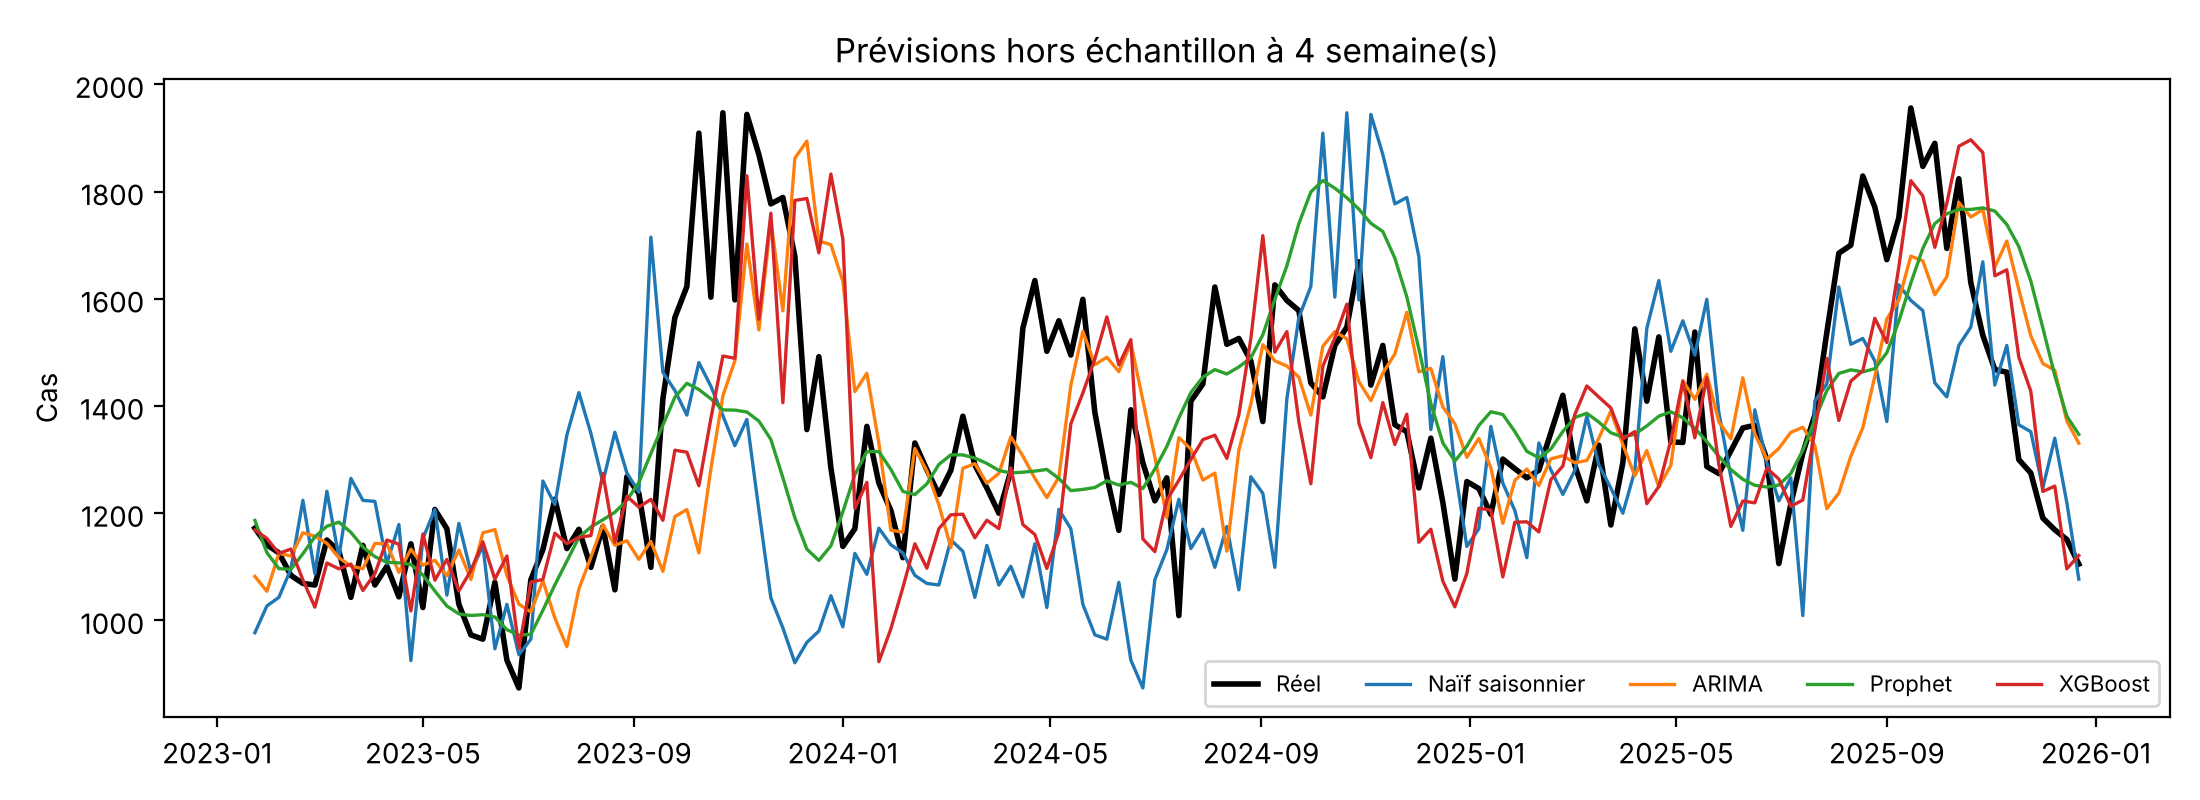 Prévisions hors échantillon à 4 semaine(s)
2000
1800
1600
1400
1200
1000
Cas
Réel Naïf saisonnier ARIMA Prophet XGBoost
2023-01 2023-05 2023-09 2024-01 2024-05 2024-09 2025-01 2025-05 2025-09 2026-01